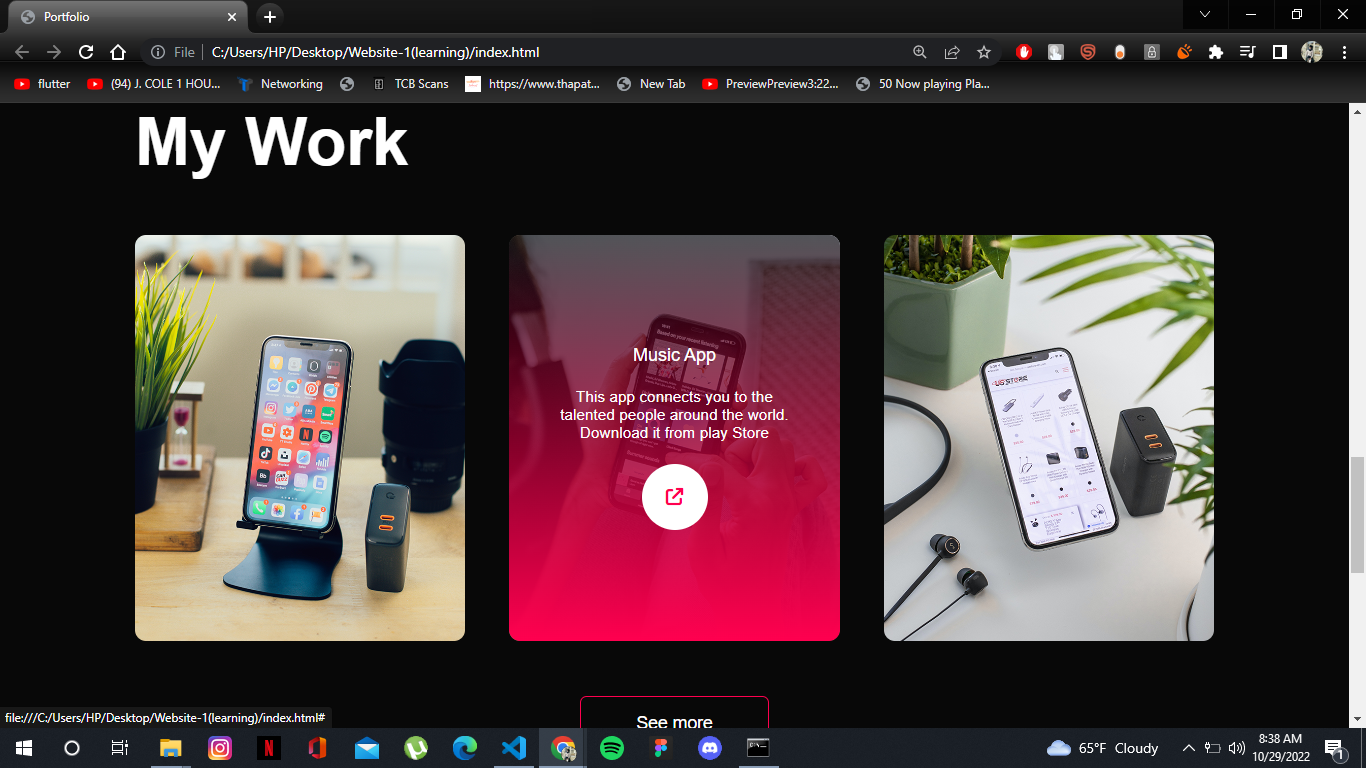 Portfolio
File
C:/Users/HP/Desktop/Website-1(learning)/index.html
flutter
(94) J. COLE 1 HOU...
Networking
TCB Scans
https://www.thapat...
New Tab
PreviewPreview3:22...
50 Now playing Pla...
My Work
US STORE
Music App
This app connects you to the
talented people around the world.
Download it from play Store
See more
file:///C:/Users/HP/Desktop/Website-1(learning)/index.html#
65°F Cloudy
8:38 AM
10/29/2022
1